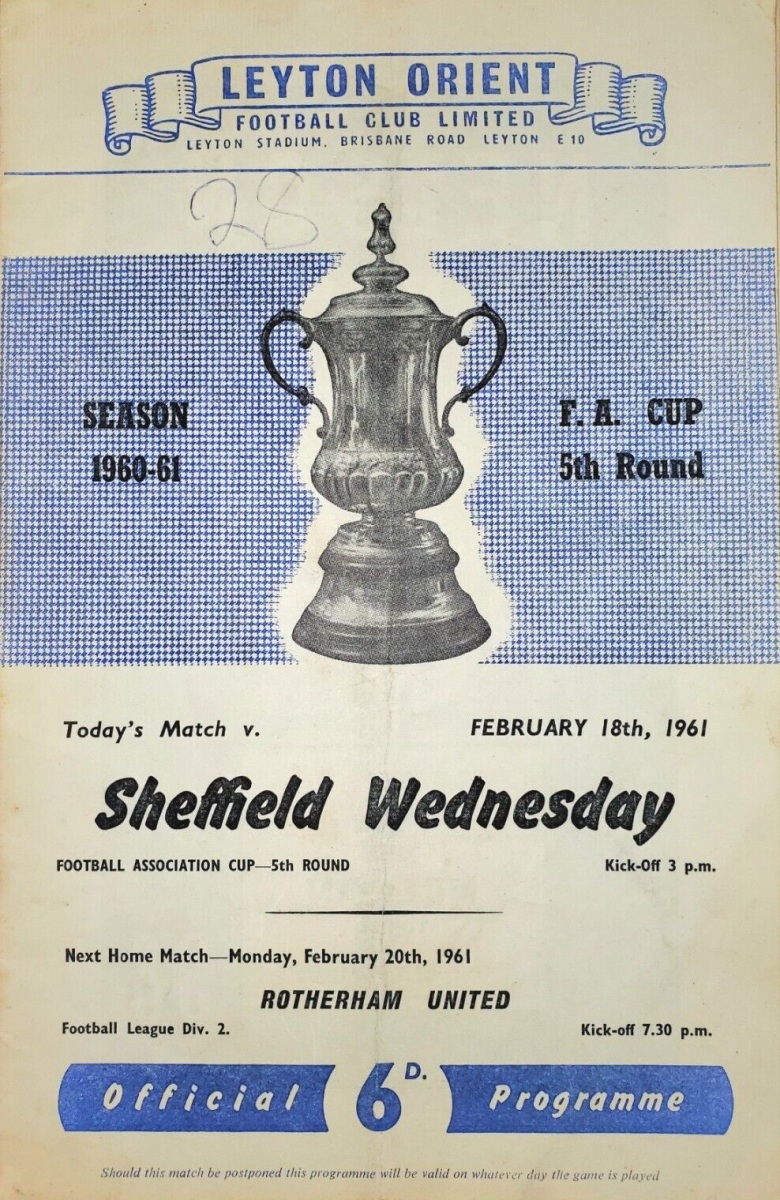 LEYTON ORIENT
FOOTBALL CLUB LIMITED
LEYTON STADIUM. BRISBANE ROAD LEYTON E 10
28
SEASON
1960-61
F. A. CUP
5th Round
Today's Match v.
FEBRUARY 18th, 1961
Sheffield Wednesday
FOOTBALL ASSOCIATION CUP—5th ROUND
Kick-Off 3 p.m.
Next Home Match—Monday, February 20th, 1961
ROTHERHAM UNITED
Football League Div. 2.
Kick-off 7.30 p.m.
Official 6D. Programme
Should this match be postponed this programme will be valid on whatever day the game is played